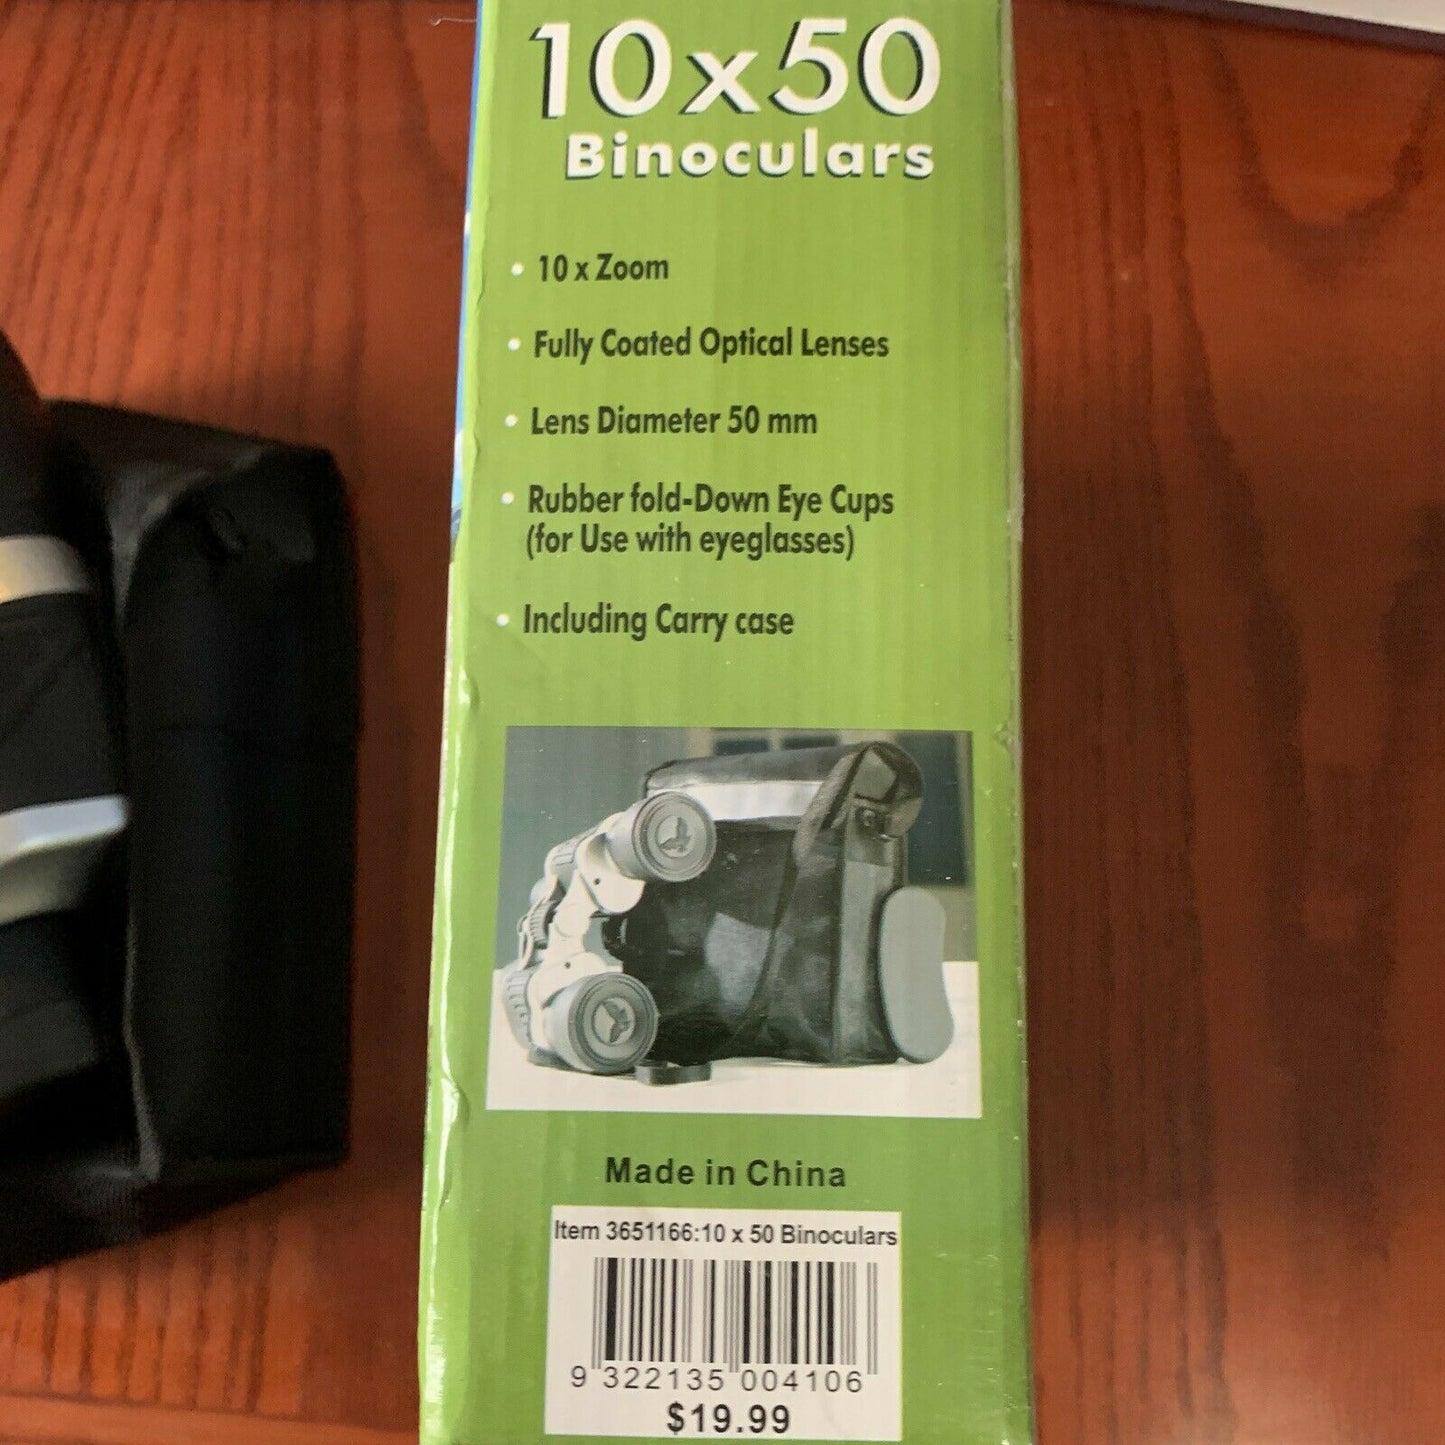 10x50
Binoculars
• 10 x Zoom
• Fully Coated Optical Lenses
• Lens Diameter 50 mm
• Rubber fold-Down Eye Cups
(for Use with eyeglasses)
• Including Carry case
Made in China
Item 3651166:10 x 50 Binoculars
9 322135 004106
$19.99